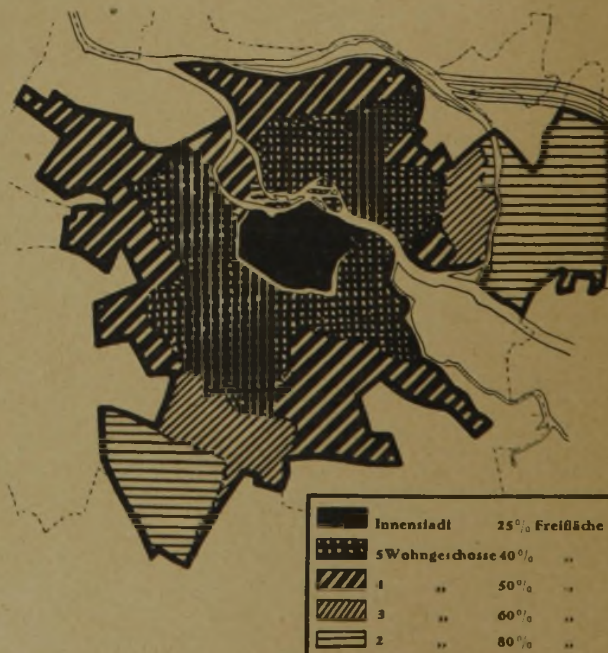 Innenstadt 25% Freifläche
5 Wohngeschosse 40% „
4 „ 50% „
3 „ 60% „
2 „ 80% „